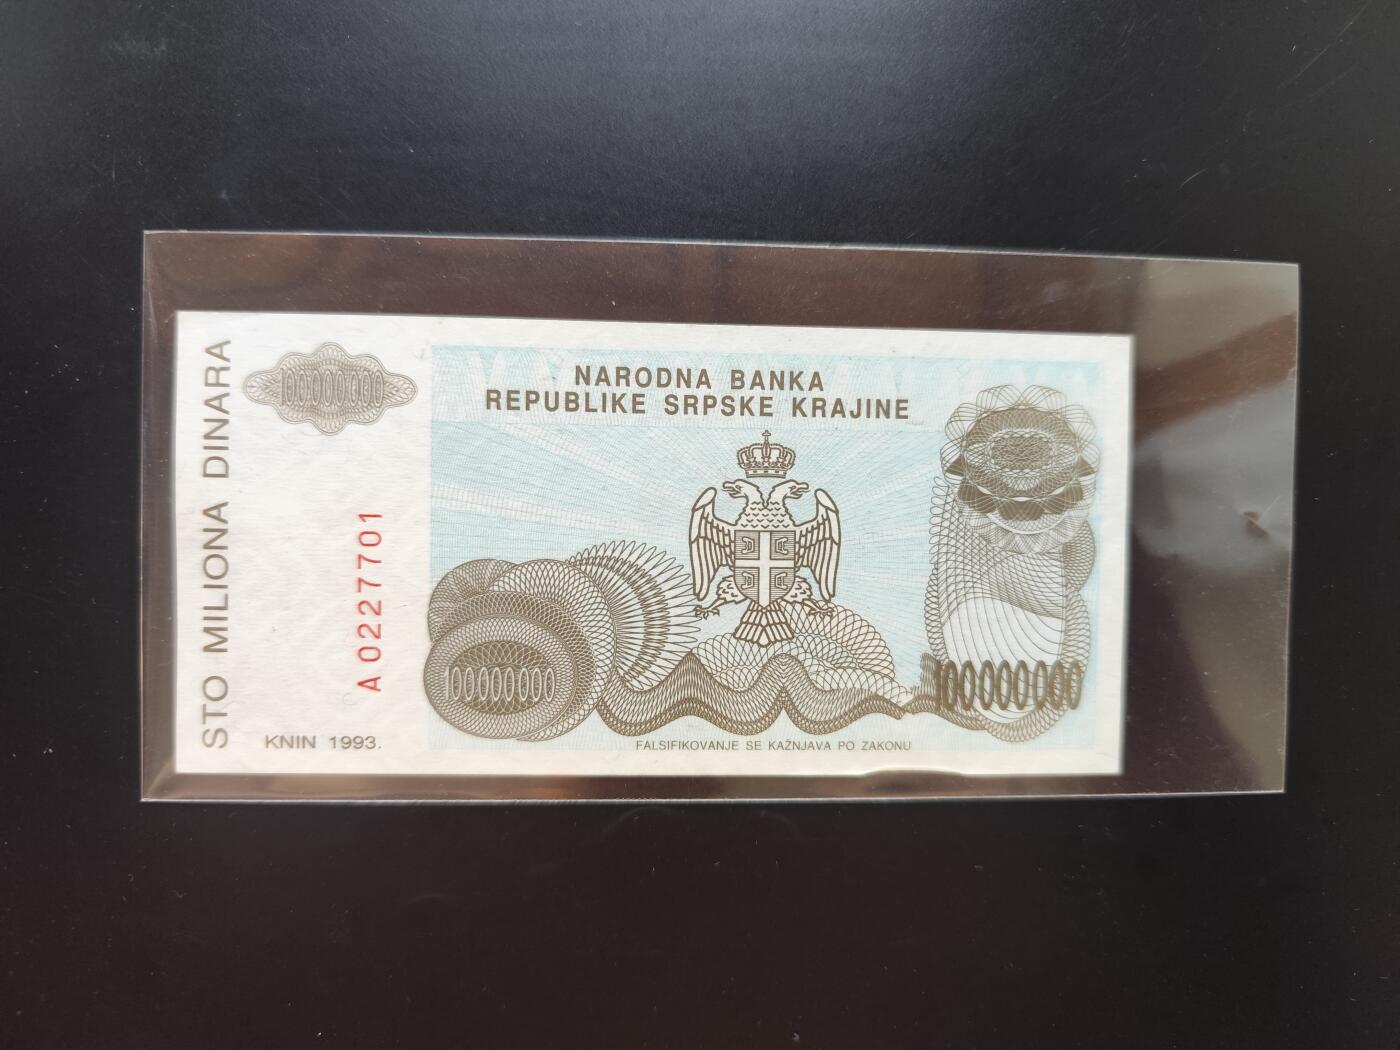 STO MILIONA DINARA
100000000
A 0227701
KNIN 1993.
NARODNA BANKA
REPUBLIKE SRPSKE KRAJINE
100000000
100000000
FALSIFIKOVANJE SE KAŽNJAVA PO ZAKONU